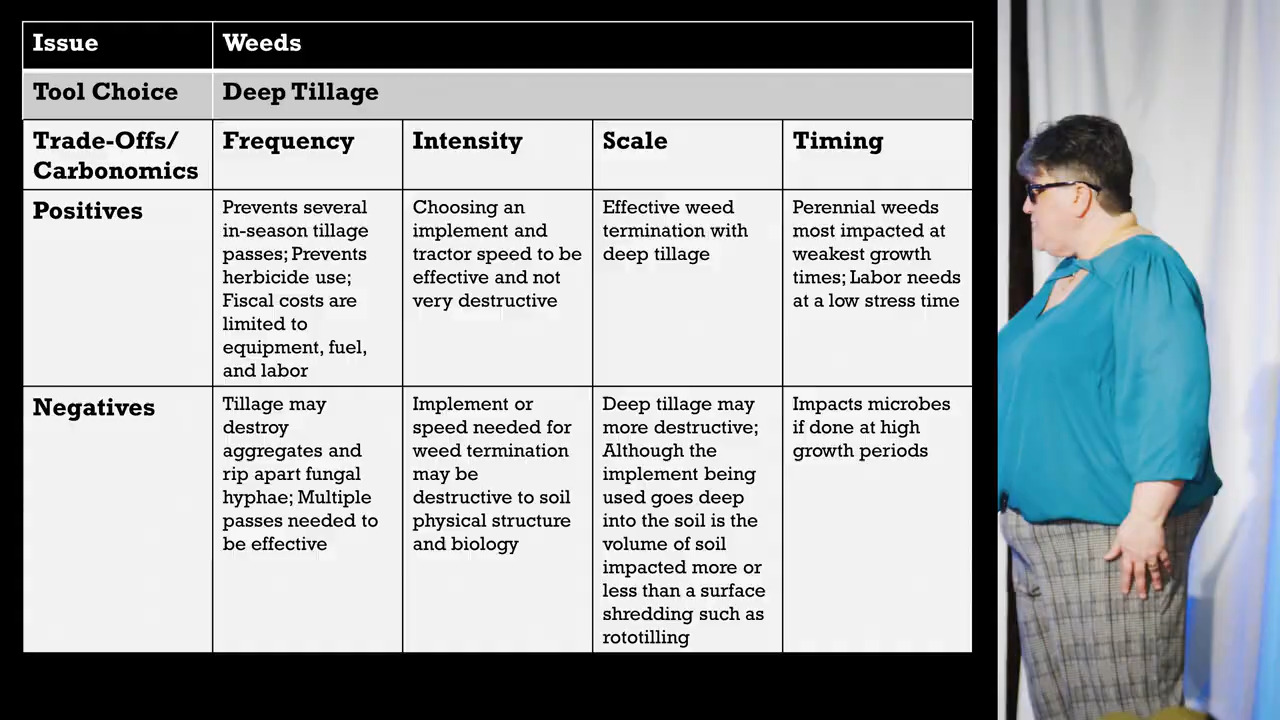 Issue
Weeds
Tool Choice
Deep Tillage
Trade-Offs/
Carbonomics
Frequency
Intensity
Scale
Timing
Positives
Prevents several
in-season tillage
passes; Prevents
herbicide use;
Fiscal costs are
limited to
equipment, fuel,
and labor
Choosing an
implement and
tractor speed to be
effective and not
very destructive
Effective weed
termination with
deep tillage
Perennial weeds
most impacted at
weakest growth
times; Labor needs
at a low stress time
Negatives
Tillage may
destroy
aggregates and
rip apart fungal
hyphae; Multiple
passes needed to
be effective
Implement or
speed needed for
weed termination
may be
destructive to soil
physical structure
and biology
Deep tillage may
more destructive;
Although the
implement being
used goes deep
into the soil is the
volume of soil
impacted more or
less than a surface
shredding such as
rototilling
Impacts microbes
if done at high
growth periods